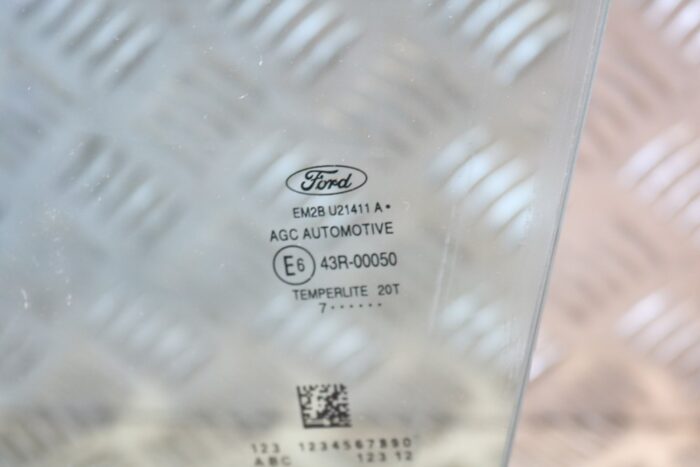 Ford
EM2B U21411 A •
AGC AUTOMOTIVE
E6 43R-00050
TEMPERLITE 20T
7 • • • • • •
123 1234567890
ABC 123 12